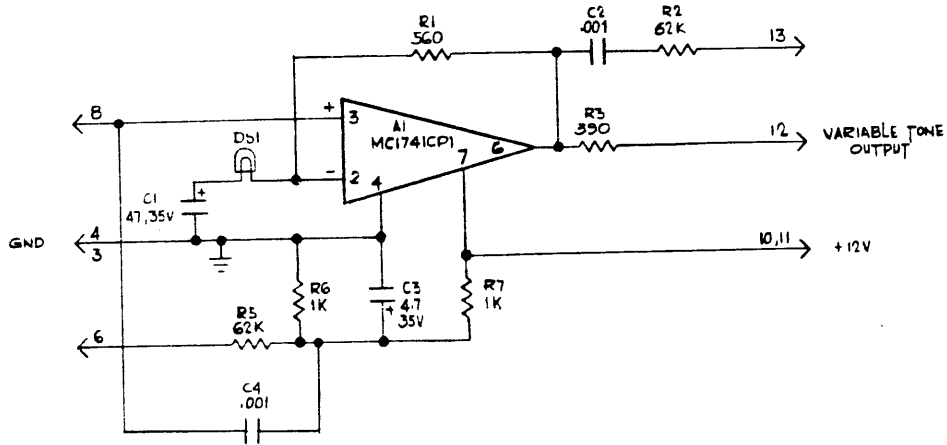 R1
560
C2
.001
R2
62K
13
8
+
3
A1
MC1741CP1
6
7
R3
390
12
VARIABLE TONE
OUTPUT
DS1
-
2
4
C1
+
47,35V
GND
4
3
10,11
+12V
R6
1K
C3
4.7
+
35V
R7
1K
R5
62K
6
C4
.001